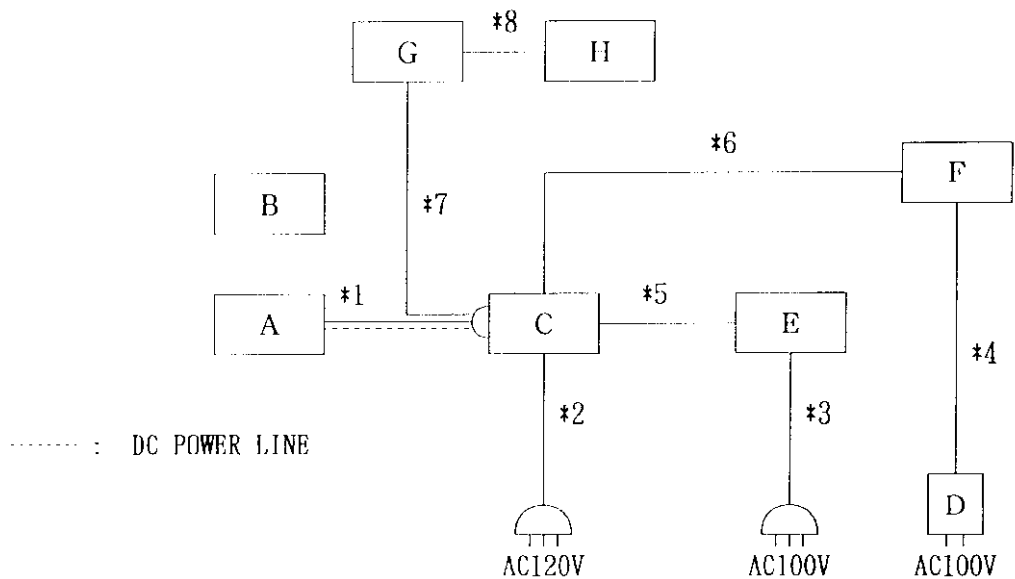 *8
G
H
*6
F
B
*7
*1
A
C
*5
E
*4
*2
*3
: DC POWER LINE
D
AC120V
AC100V
AC100V